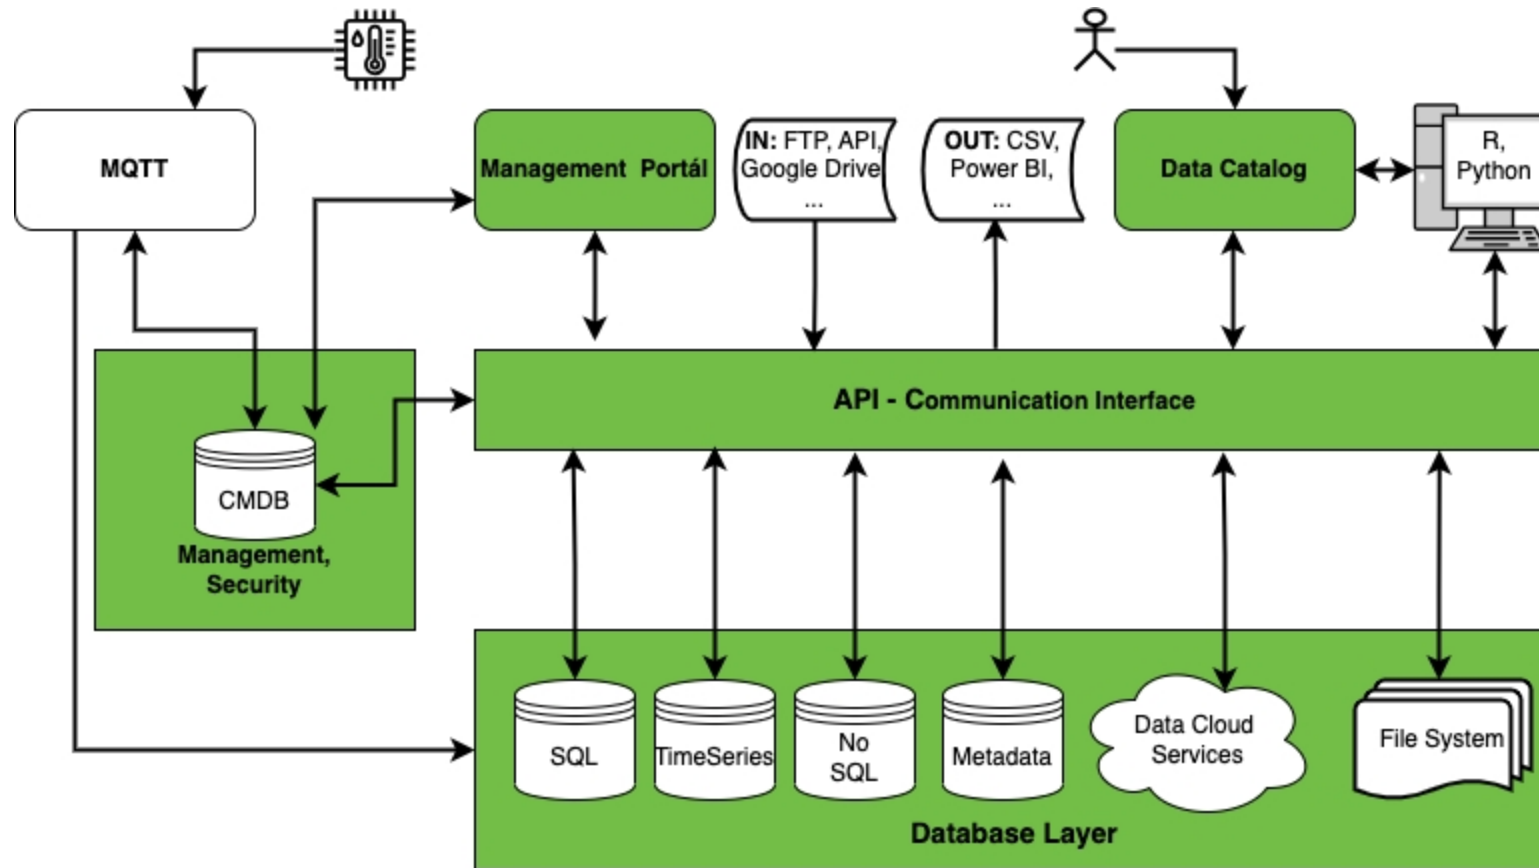 MQTT
Management Portál
IN: FTP, API,
Google Drive
...
OUT: CSV,
Power BI,
...
Data Catalog
R,
Python
API - Communication Interface
CMDB
Management,
Security
SQL
TimeSeries
No
SQL
Metadata
Data Cloud
Services
File System
Database Layer